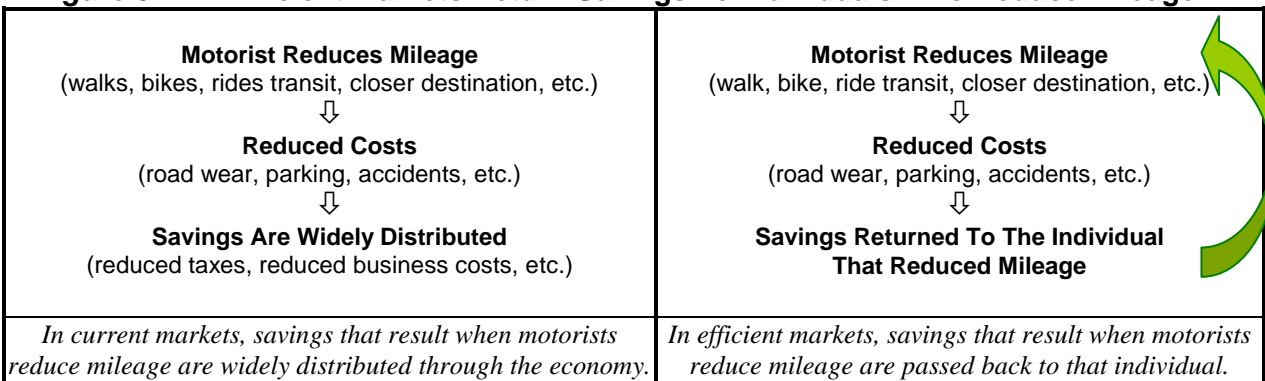 Motorist Reduces Mileage
(walks, bikes, rides transit, closer destination, etc.)
⇩
Reduced Costs
(road wear, parking, accidents, etc.)
⇩
Savings Are Widely Distributed
(reduced taxes, reduced business costs, etc.)
In current markets, savings that result when motorists
reduce mileage are widely distributed through the economy.
Motorist Reduces Mileage
(walk, bike, ride transit, closer destination, etc.)
⇩
Reduced Costs
(road wear, parking, accidents, etc.)
⇩
Savings Returned To The Individual
That Reduced Mileage
In efficient markets, savings that result when motorists
reduce mileage are passed back to that individual.